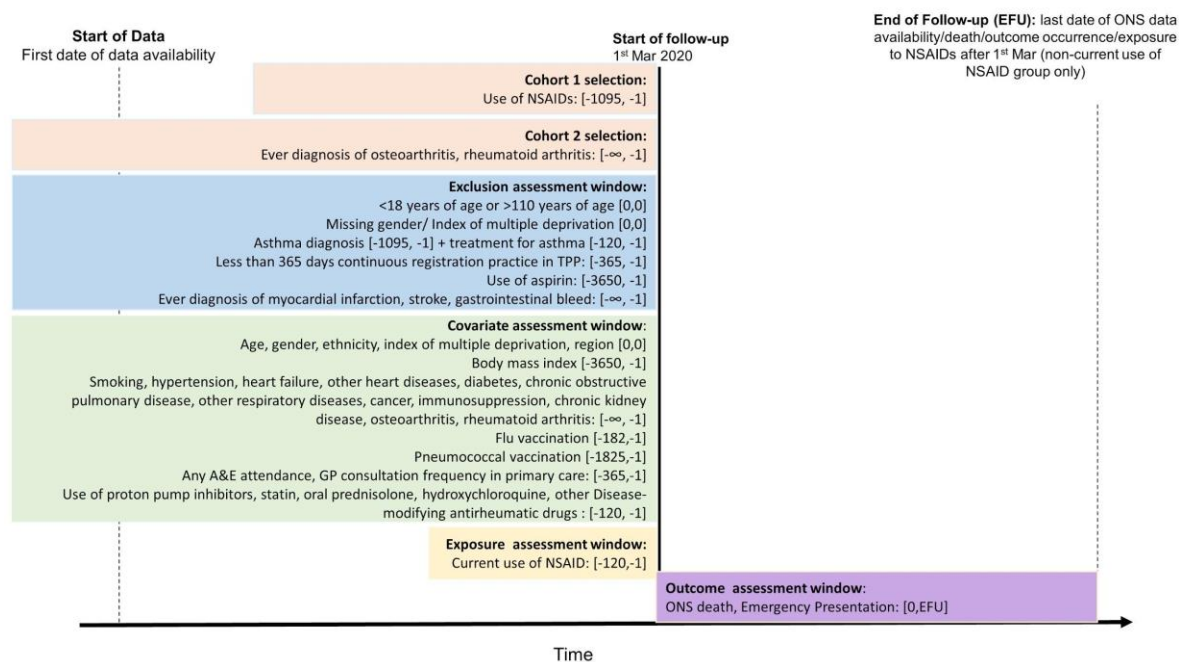 Start of Data
First date of data availability
Start of follow-up
1st Mar 2020
End of Follow-up (EFU): last date of ONS data
availability/death/outcome occurrence/exposure
to NSAIDs after 1st Mar (non-current use of
NSAID group only)
Cohort 1 selection:
Use of NSAIDs: [-1095, -1]
Cohort 2 selection:
Ever diagnosis of osteoarthritis, rheumatoid arthritis: [-∞, -1]
Exclusion assessment window:
<18 years of age or >110 years of age [0,0]
Missing gender/ Index of multiple deprivation [0,0]
Asthma diagnosis [-1095, -1] + treatment for asthma [-120, -1]
Less than 365 days continuous registration practice in TPP: [-365, -1]
Use of aspirin: [-3650, -1]
Ever diagnosis of myocardial infarction, stroke, gastrointestinal bleed: [-∞, -1]
Covariate assessment window:
Age, gender, ethnicity, index of multiple deprivation, region [0,0]
Body mass index [-3650, -1]
Smoking, hypertension, heart failure, other heart diseases, diabetes, chronic obstructive
pulmonary disease, other respiratory diseases, cancer, immunosuppression, chronic kidney
disease, osteoarthritis, rheumatoid arthritis: [-∞, -1]
Flu vaccination [-182,-1]
Pneumococcal vaccination [-1825,-1]
Any A&E attendance, GP consultation frequency in primary care: [-365,-1]
Use of proton pump inhibitors, statin, oral prednisolone, hydroxychloroquine, other Disease-
modifying antirheumatic drugs : [-120, -1]
Exposure assessment window:
Current use of NSAID: [-120,-1]
Outcome assessment window:
ONS death, Emergency Presentation: [0,EFU]
Time